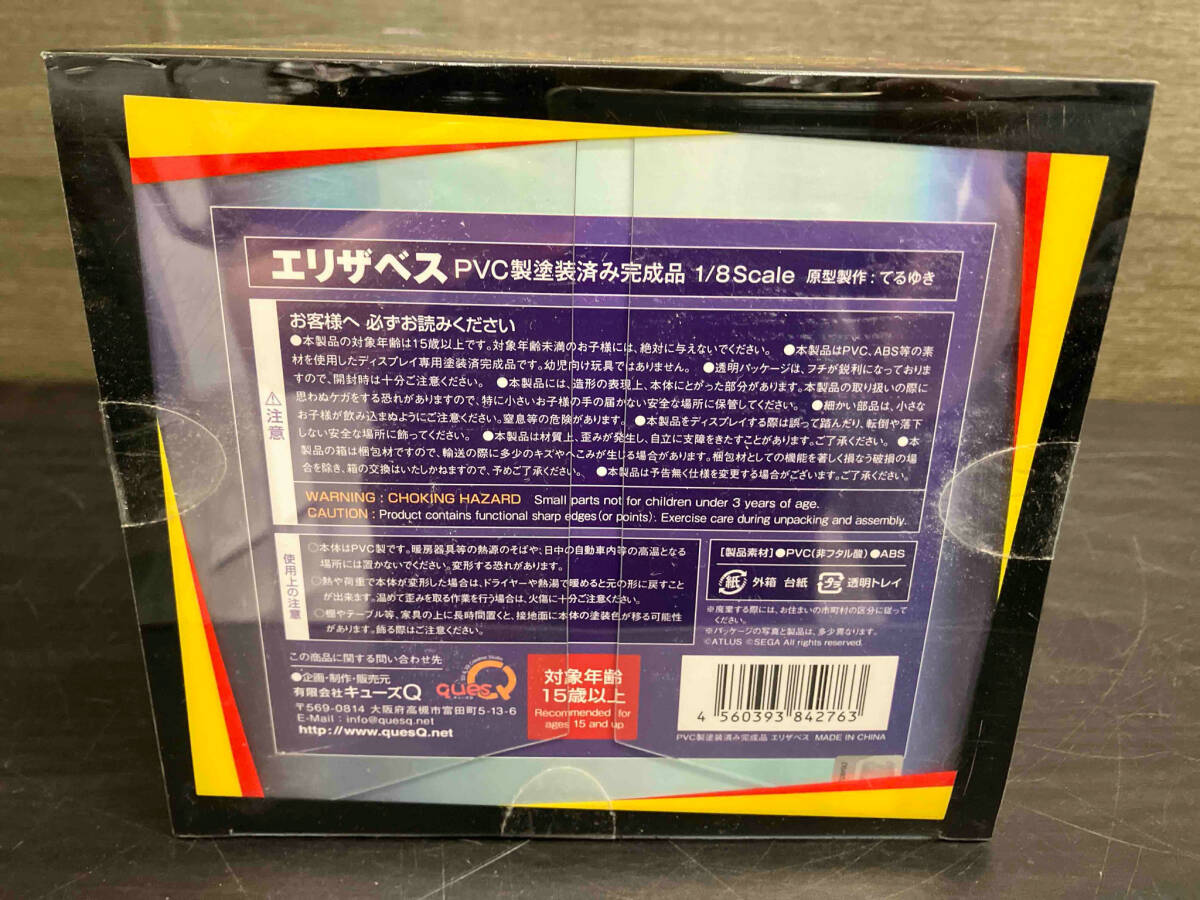 エリザベス PVC製塗装済み完成品 1/8 Scale 原型製作：てるゆき
⚠注意
お客様へ 必ずお読みください
●本製品の対象年齢は15歳以上です。対象年齢未満のお子様には、絶対に与えないでください。 ●本製品はPVC、ABS等の素
材を使用したディスプレイ専用塗装済完成品です。幼児向け玩具ではありません。 ●透明パッケージは、フチが鋭利になっておりま
すので、開封時は十分ご注意ください。 ●本製品には、造形の表現上、本体にとがった部分があります。本製品の取り扱いの際に
思わぬケガをする恐れがありますので、特に小さいお子様の手の届かない安全な場所に保管してください。 ●細かい部品は、小さな
お子様が飲み込まぬようにご注意ください。窒息等の危険があります。 ●本製品をディスプレイする際は誤って踏んだり、転倒や落下
しない安全な場所に飾ってください。 ●本製品は材質上、歪みが発生し、自立に支障をきたすことがあります。ご了承ください。 ●本
製品の箱は梱包材ですので、輸送の際に多少のキズやへこみが生じる場合があります。梱包材としての機能を著しく損なう破損の場
合を除き、箱の交換はいたしかねますので、予めご了承ください。 ●本製品は予告無く仕様を変更する場合がございます。ご了承ください。
WARNING : CHOKING HAZARD Small parts not for children under 3 years of age.
CAUTION : Product contains functional sharp edges(or points). Exercise care during unpacking and assembly.
使用上の注意
○本体はPVC製です。暖房器具等の熱源のそばや、日中の自動車内等の高温となる
場所には置かないでください。変形する恐れがあります。
○熱や荷重で本体が変形した場合は、ドライヤーや熱湯で暖めると元の形に戻すこと
が出来ます。温めて歪みを取る作業を行う場合は、火傷に十分ご注意ください。
○棚やテーブル等、家具の上に長時間置くと、接地面に本体の塗装色が移る可能性
があります。飾る際はご注意ください。
[製品素材] ●PVC(非フタル酸) ●ABS
紙 外箱 台紙 プラ 透明トレイ
※廃棄する際には、お住まいの市町村の区分に従って
ください。
※パッケージの写真と製品は、多少異なります。
©ATLUS ©SEGA All rights reserved.
この商品に関する問い合わせ先
●企画・制作・販売元
有限会社キューズQ
〒569-0814 大阪府高槻市富田町5-13-6
E-Mail : info@quesq.net
http://www.quesQ.net
quesQ
キューズQ
対象年齢
15歳以上
Recommended for
ages 15 and up
4 560393 842763
PVC製塗装済み完成品 エリザベス MADE IN CHINA